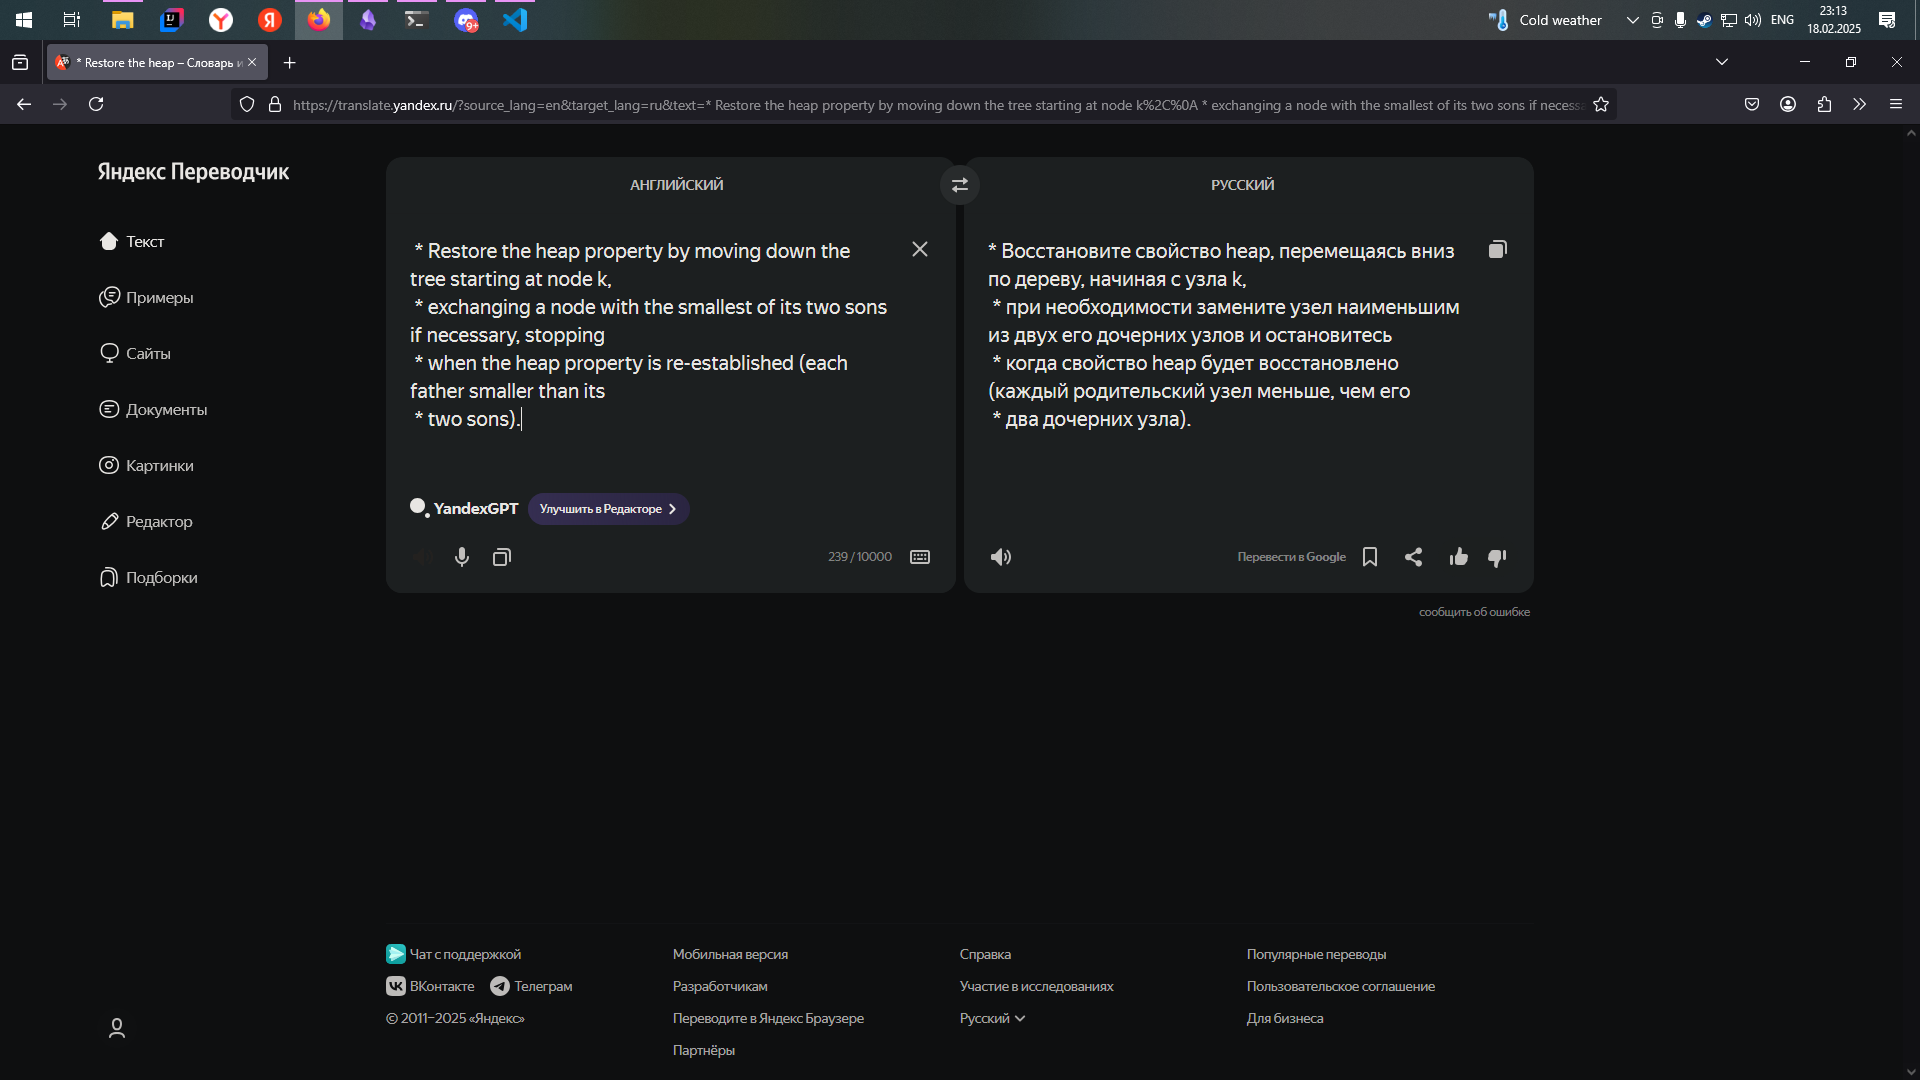 Cold weather
ENG
23:13
18.02.2025
* Restore the heap – Словарь и
https://translate.yandex.ru/?source_lang=en&target_lang=ru&text=* Restore the heap property by moving down the tree starting at node k%2C%0A * exchanging a node with the smallest of its two sons if necessa
Яндекс Переводчик
АНГЛИЙСКИЙ
РУССКИЙ
Текст
Примеры
Сайты
Документы
Картинки
Редактор
Подборки
* Restore the heap property by moving down the
tree starting at node k,
* exchanging a node with the smallest of its two sons
if necessary, stopping
* when the heap property is re-established (each
father smaller than its
* two sons).
* Восстановите свойство heap, перемещаясь вниз
по дереву, начиная с узла k,
* при необходимости замените узел наименьшим
из двух его дочерних узлов и остановитесь
* когда свойство heap будет восстановлено
(каждый родительский узел меньше, чем его
* два дочерних узла).
YandexGPT
Улучшить в Редакторе
239 / 10000
Перевести в Google
сообщить об ошибке
Чат с поддержкой
Мобильная версия
Справка
Популярные переводы
ВКонтакте
Телеграм
Разработчикам
Участие в исследованиях
Пользовательское соглашение
© 2011–2025 «Яндекс»
Переводите в Яндекс Браузере
Русский
Для бизнеса
Партнёры